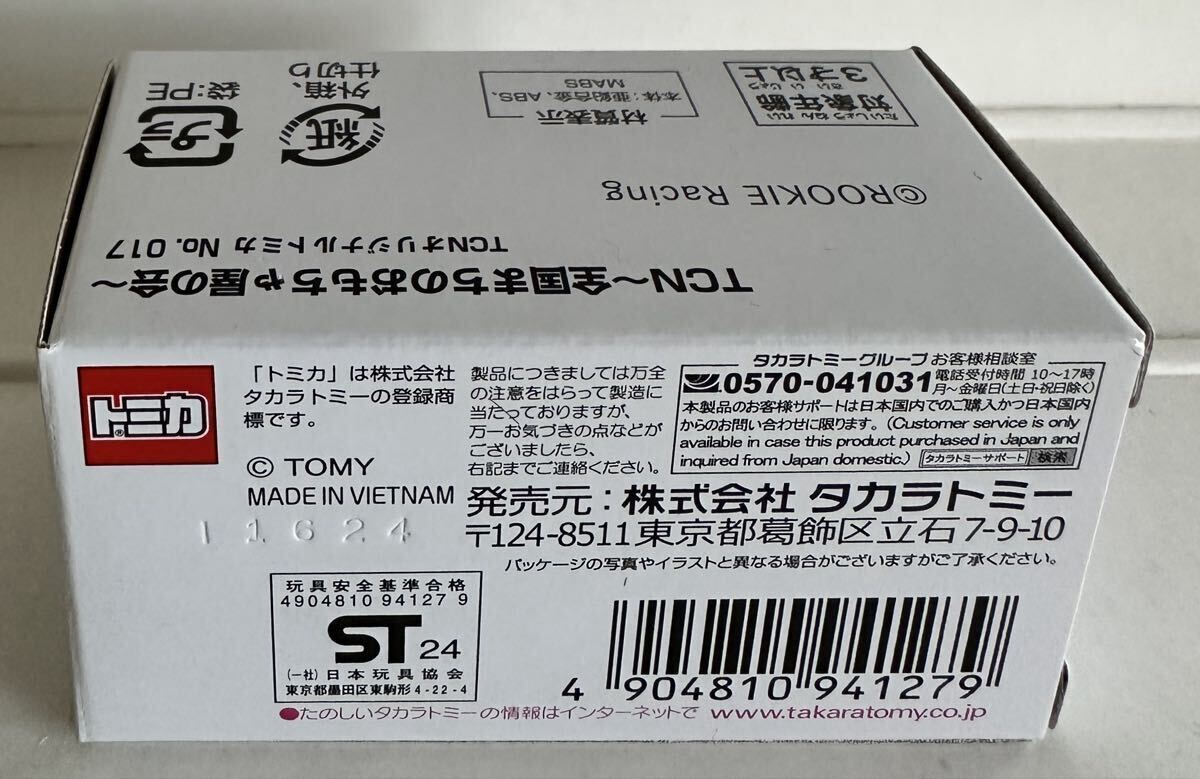 TCN～全国まちのおもちゃ屋の会～
TCNオリジナルトミカ No. 017
©ROOKIE Racing
対象年齢
たいしょうねんれい
3才以上
さいいじょう
材質表示
本体：亜鉛合金、ABS、
MABS
紙
外箱、
仕切り
プラ
袋:PE
トミカ®
「トミカ」は株式会社
タカラトミーの登録商
標です。
© TOMY
MADE IN VIETNAM
11624
製品につきましては万全
の注意をはらって製造に
当たっておりますが、
万一お気づきの点などが
ございましたら、
右記までご連絡ください。
タカラトミーグループ お客様相談室
0570-041031
電話受付時間 10～17時
月～金曜日(土日・祝日除く)
本製品のお客様サポートは日本国内でのご購入かつ日本国内
からのお問い合わせに限ります。(Customer service is only
available in case this product purchased in Japan and
inquired from Japan domestic.) タカラトミーサポート 検索
発売元：株式会社 タカラトミー
〒124-8511 東京都葛飾区立石7-9-10
パッケージの写真やイラストと異なる場合がございますがご了承ください。
玩具安全基準合格
4904810 94127 9
ST 24
(一社)日本玩具協会
東京都墨田区東駒形4-22-4
4 904810 941279
●たのしいタカラトミーの情報はインターネットで www.takaratomy.co.jp